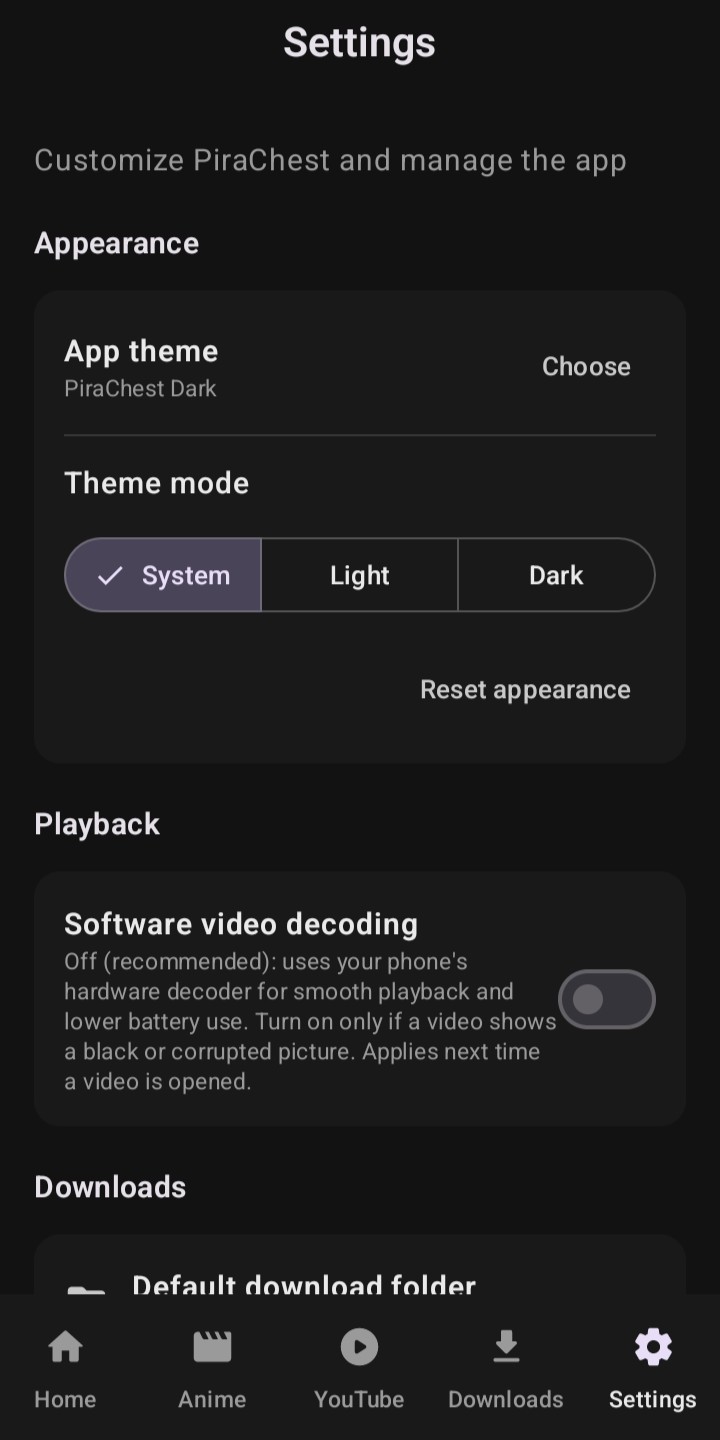 Settings
Customize PiraChest and manage the app
Appearance
App theme
PiraChest Dark
Choose
Theme mode
System
Light
Dark
Reset appearance
Playback
Software video decoding
Off (recommended): uses your phone's
hardware decoder for smooth playback and
lower battery use. Turn on only if a video shows
a black or corrupted picture. Applies next time
a video is opened.
Downloads
Default download folder
Home
Anime
YouTube
Downloads
Settings